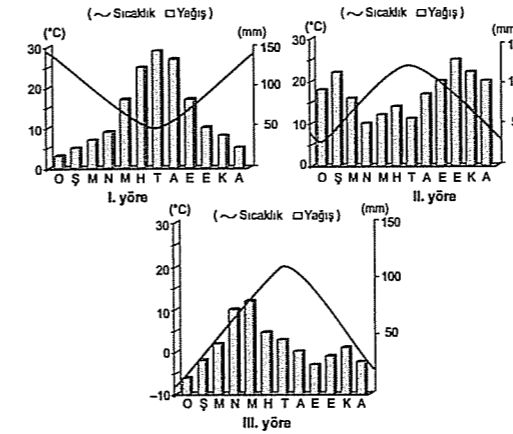 (~Sıcaklık □Yağış)
(°C)
(mm)
30
20
10
0
150
100
50
O Ş M N M H T A E E K A
I. yöre
(~Sıcaklık □Yağış)
(°C)
(mm
30
20
10
0
O Ş M N M H T A E E K A
II. yöre
(~Sıcaklık □Yağış)
(°C)
(mm)
30
20
10
0
−10
150
100
50
O Ş M N M H T A E E K A
III. yöre